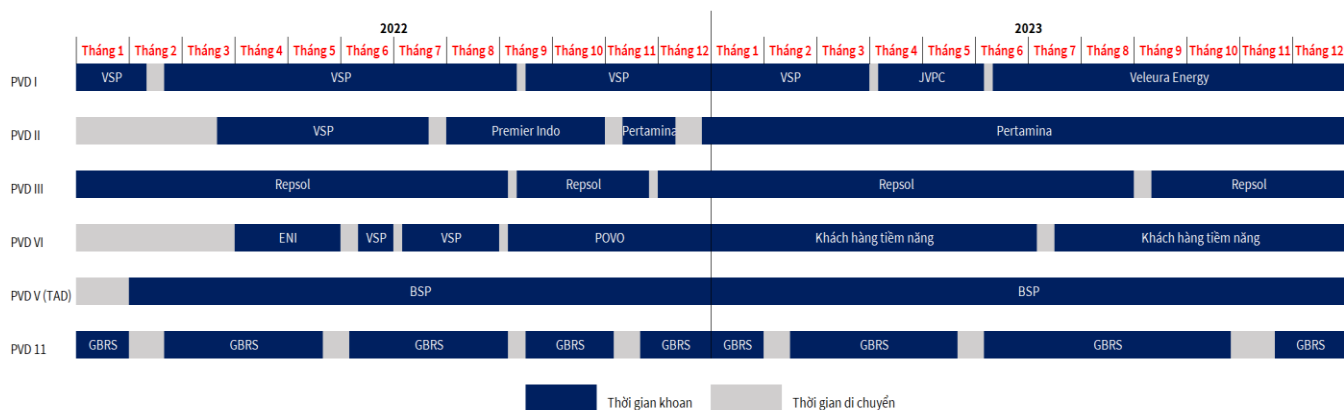 2022 2023
Tháng 1 Tháng 2 Tháng 3 Tháng 4 Tháng 5 Tháng 6 Tháng 7 Tháng 8 Tháng 9 Tháng 10 Tháng 11 Tháng 12 Tháng 1 Tháng 2 Tháng 3 Tháng 4 Tháng 5 Tháng 6 Tháng 7 Tháng 8 Tháng 9 Tháng 10 Tháng 11 Tháng 12
PVD I VSP VSP VSP VSP JVPC Veleura Energy
PVD II VSP Premier Indo Pertamina Pertamina
PVD III Repsol Repsol Repsol Repsol
PVD VI ENI VSP VSP POVO Khách hàng tiềm năng Khách hàng tiềm năng
PVD V (TAD) BSP BSP
PVD 11 GBRS GBRS GBRS GBRS GBRS GBRS GBRS GBRS GBRS
Thời gian khoan Thời gian di chuyển